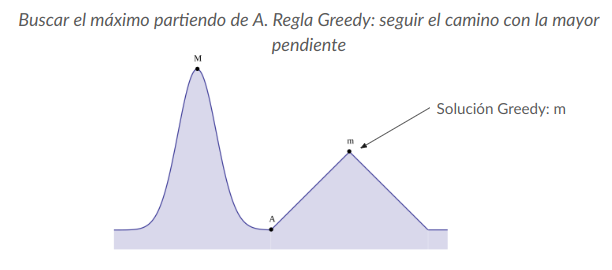 Buscar el máximo partiendo de A. Regla Greedy: seguir el camino con la mayor
pendiente
M
Solución Greedy: m
m
A